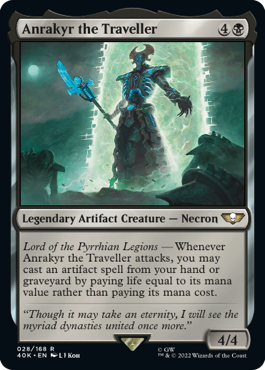 Anrakyr the Traveller 4
Legendary Artifact Creature — Necron
Lord of the Pyrrhian Legions — Whenever
Anrakyr the Traveller attacks, you may
cast an artifact spell from your hand or
graveyard by paying life equal to its mana
value rather than paying its mana cost.
“Though it may take an eternity, I will see the
myriad dynasties united once more.”
4/4
028/168 R
40K • EN LJ Koh
© GW
™ & © 2022 Wizards of the Coast